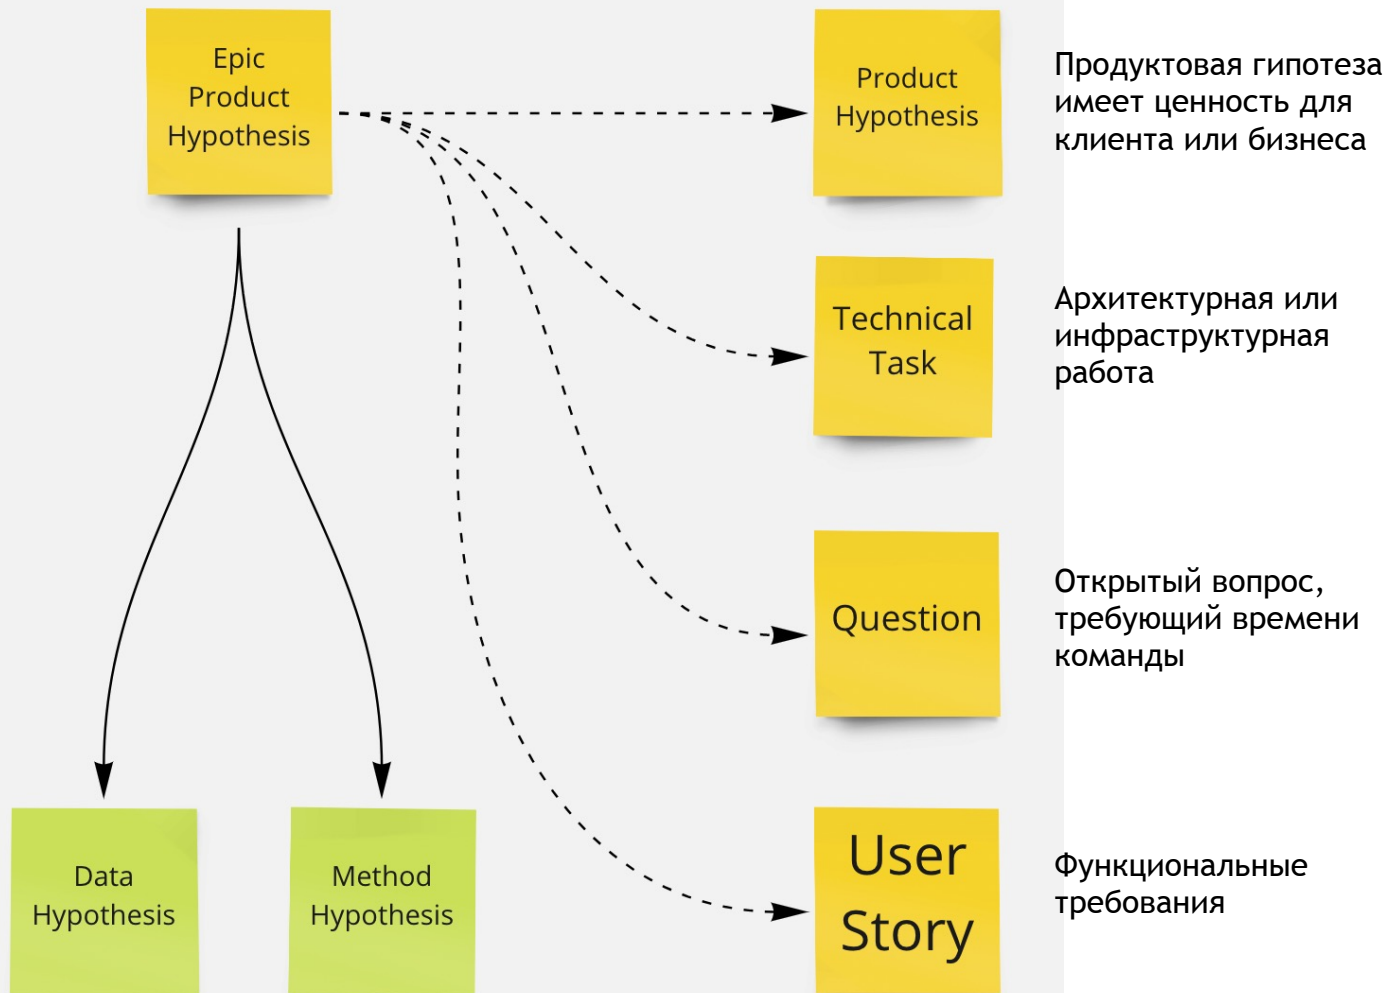 Epic
Product
Hypothesis
Product
Hypothesis
Продуктовая гипотеза
имеет ценность для
клиента или бизнеса
Technical
Task
Архитектурная или
инфраструктурная
работа
Question
Открытый вопрос,
требующий времени
команды
Data
Hypothesis
Method
Hypothesis
User
Story
Функциональные
требования